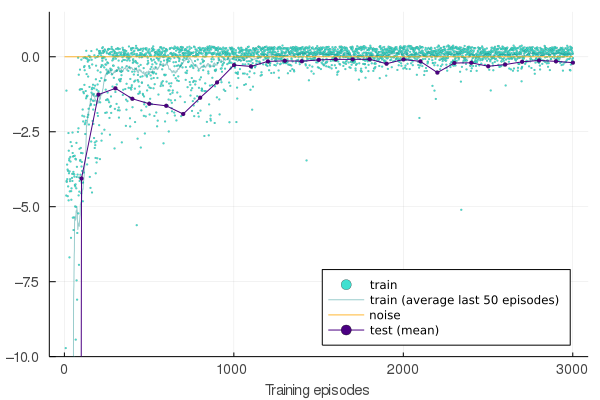 0.0
−2.5
−5.0
−7.5
−10.0
0
1000
2000
3000
Training episodes
train
train (average last 50 episodes)
noise
test (mean)